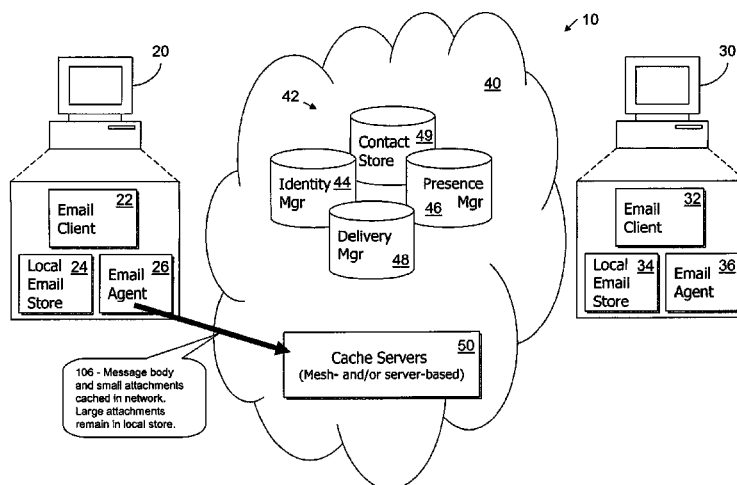 10
20
30
40
42
Contact
Store
49
Identity
Mgr
44
Presence
Mgr
46
Delivery
Mgr
48
22
Email
Client
24
Local
Email
Store
26
Email
Agent
32
Email
Client
34
Local
Email
Store
36
Email Agent
50
Cache Servers
(Mesh- and/or server-based)
106 - Message body
and small attachments
cached in network.
Large attachments
remain in local store.